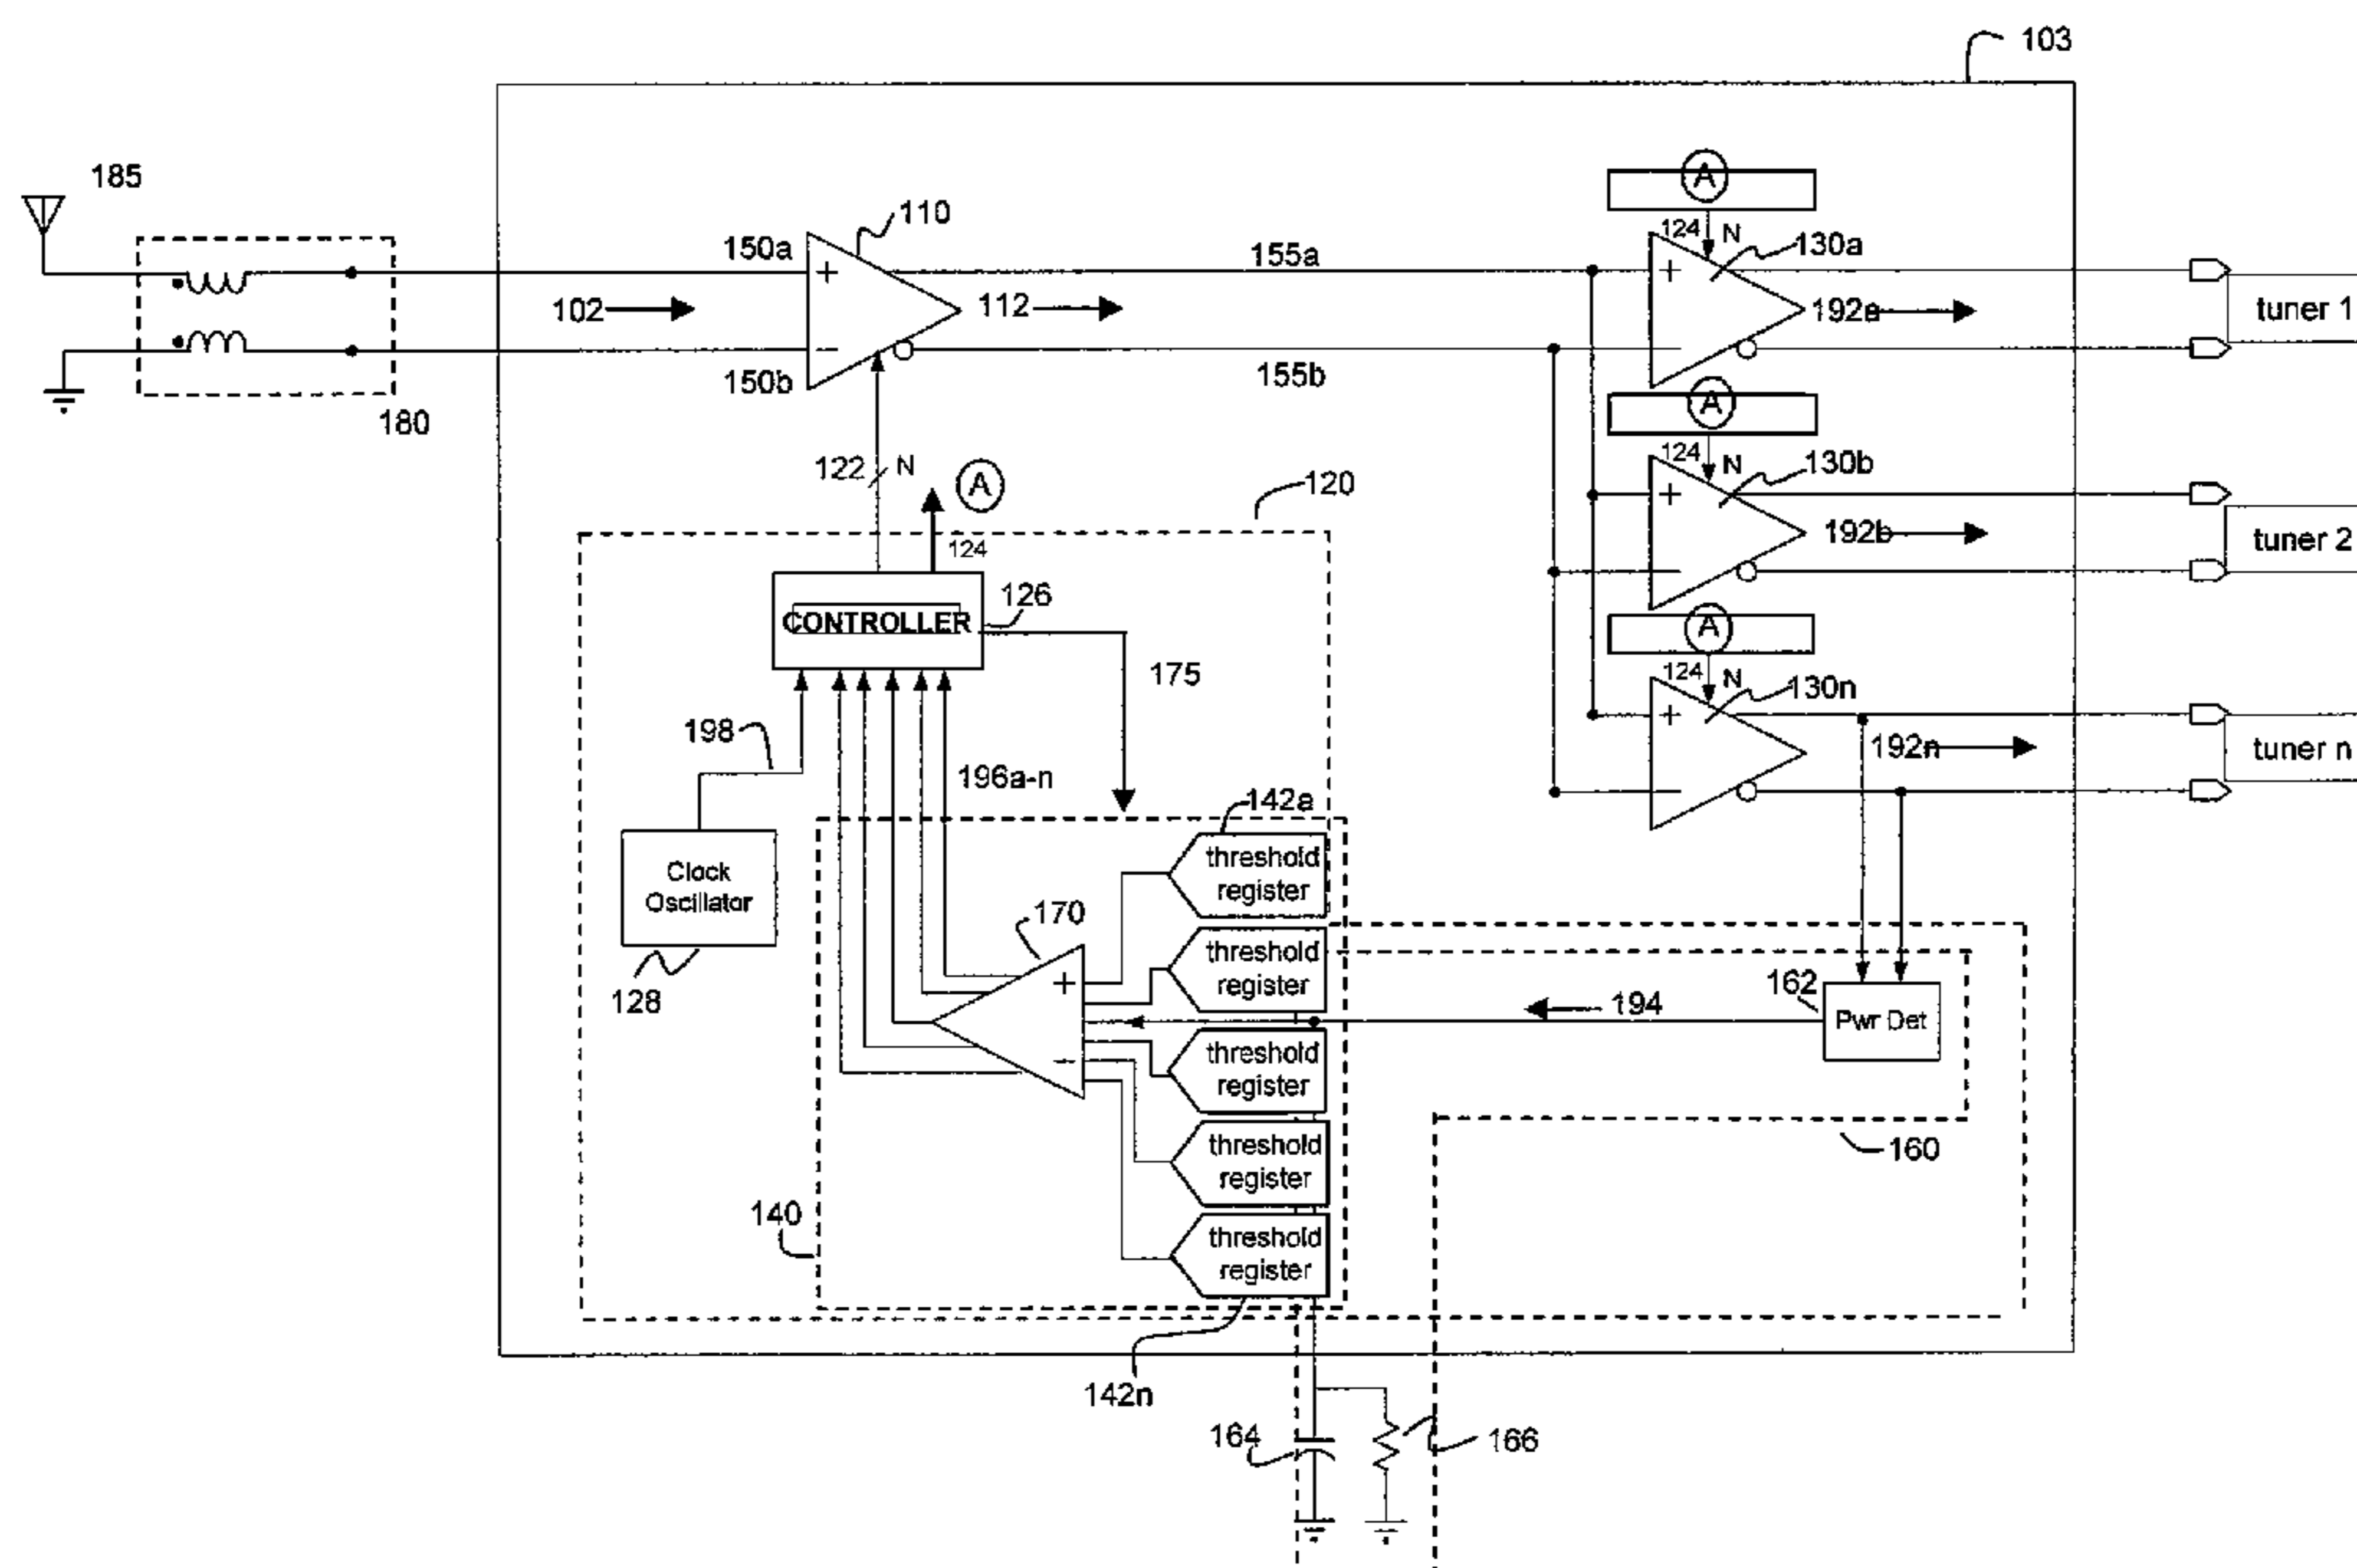 103
185
A
124 N
110
130a
150a
155a
102
112
192a
tuner 1
150b
155b
180
A
124 N
122 N
A
130b
120
192b
tuner 2
124
CONTROLLER
126
A
124 N
175
130n
198
196a-n
192n
tuner n
142a
threshold
register
Clock
Oscillator
170
threshold
register
128
162
194
Pwr Det
threshold
register
threshold
register
160
140
threshold
register
142n
164
166
+
−
+
−
+
−
+
−
+
−